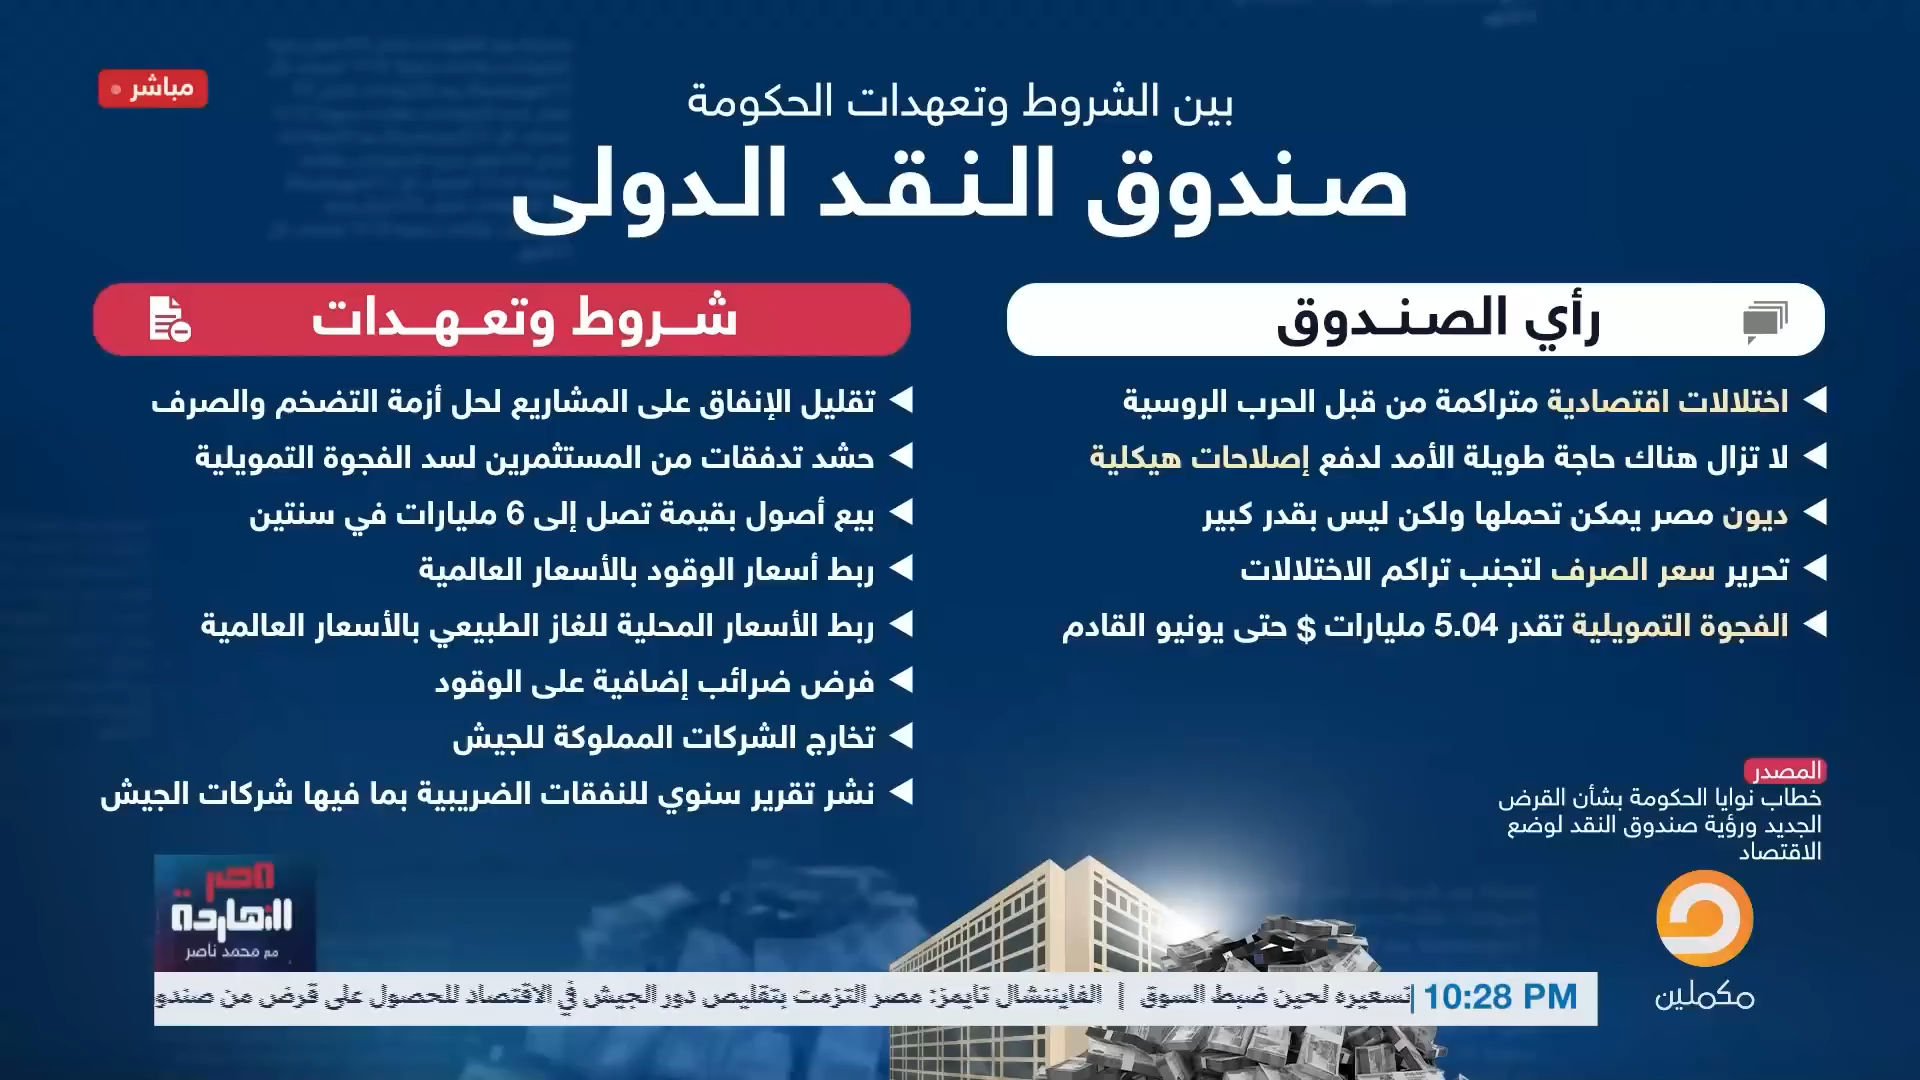 مباشر
بين الشروط وتعهدات الحكومة
صندوق النقد الدولى
رأي الصندوق
اختلالات اقتصادية متراكمة من قبل الحرب الروسية
لا تزال هناك حاجة طويلة الأمد لدفع إصلاحات هيكلية
ديون مصر يمكن تحملها ولكن ليس بقدر كبير
تحرير سعر الصرف لتجنب تراكم الاختلالات
الفجوة التمويلية تقدر 5.04 مليارات $ حتى يونيو القادم
شروط وتعهدات
تقليل الإنفاق على المشاريع لحل أزمة التضخم والصرف
حشد تدفقات من المستثمرين لسد الفجوة التمويلية
بيع أصول بقيمة تصل إلى 6 مليارات في سنتين
ربط أسعار الوقود بالأسعار العالمية
ربط الأسعار المحلية للغاز الطبيعي بالأسعار العالمية
فرض ضرائب إضافية على الوقود
تخارج الشركات المملوكة للجيش
نشر تقرير سنوي للنفقات الضريبية بما فيها شركات الجيش
المصدر
خطاب نوايا الحكومة بشأن القرض
الجديد ورؤية صندوق النقد لوضع
الاقتصاد
مصر
النهاردة
مع محمد ناصر
10:28 PM
تسعيره لحين ضبط السوق | الفايننشال تايمز: مصر التزمت بتقليص دور الجيش في الاقتصاد للحصول على قرض من صندو
مكملين